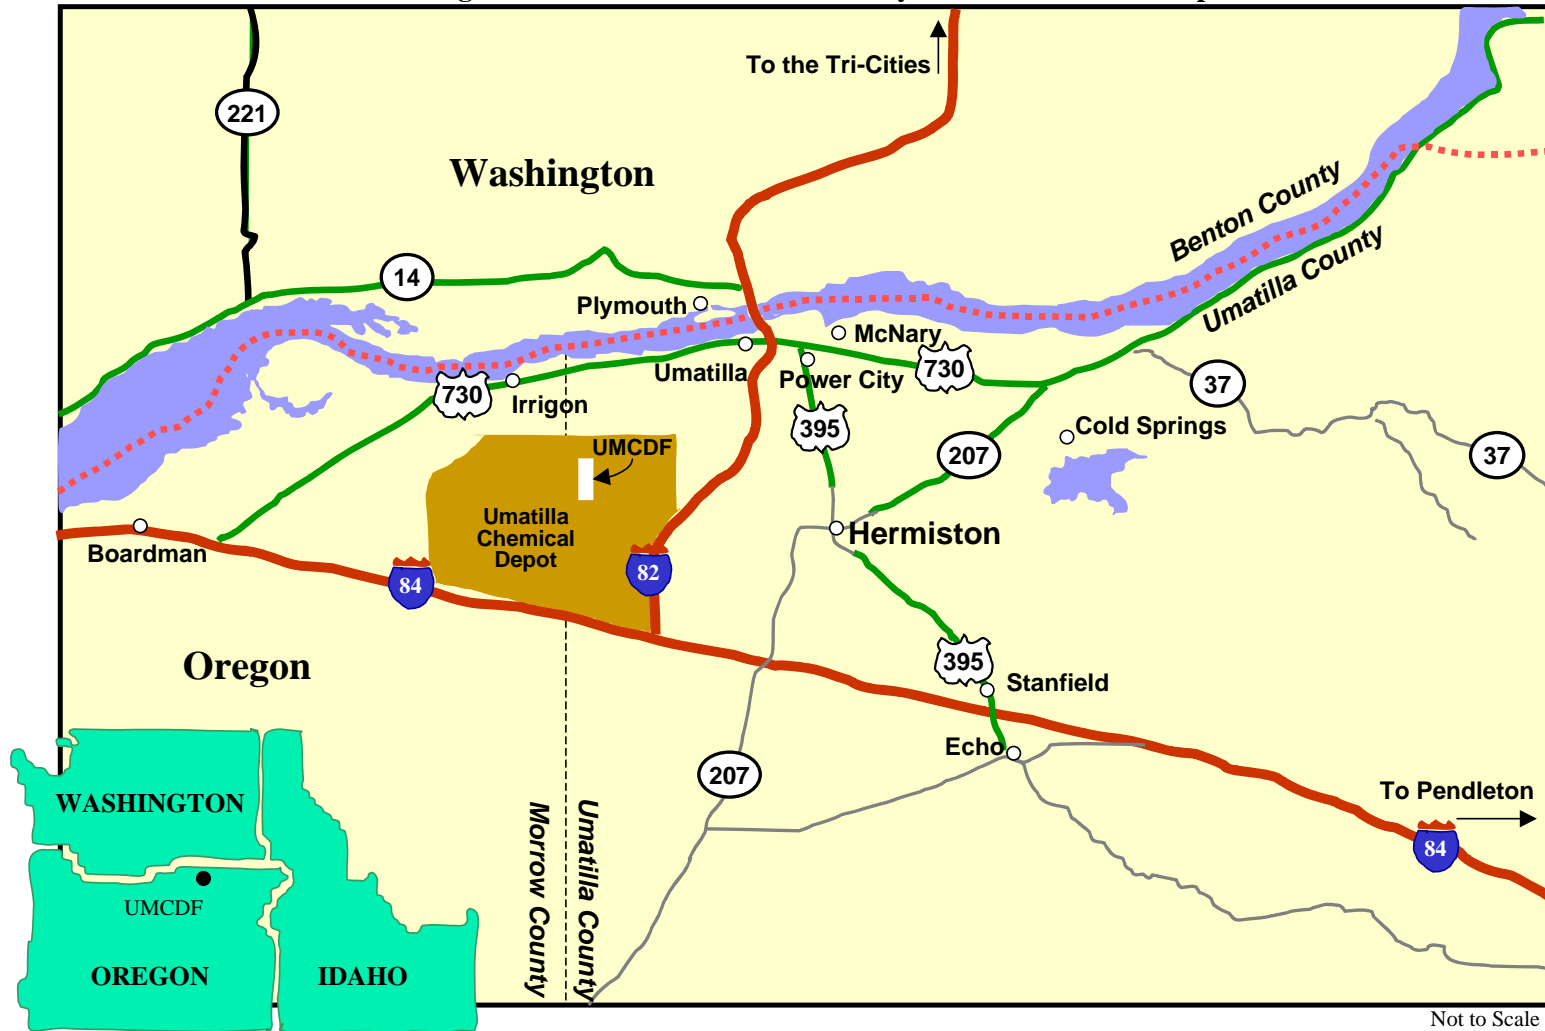 To the Tri-Cities
221
Washington
Benton County
Umatilla County
14
Plymouth
McNary
Umatilla
Power City
730
730
Irrigon
37
395
Cold Springs
207
37
UMCDF
Umatilla
Chemical
Depot
Boardman
Hermiston
84
82
Oregon
395
Stanfield
Echo
207
To Pendleton
84
Morrow County
Umatilla County
WASHINGTON
UMCDF
OREGON
IDAHO
Not to Scale